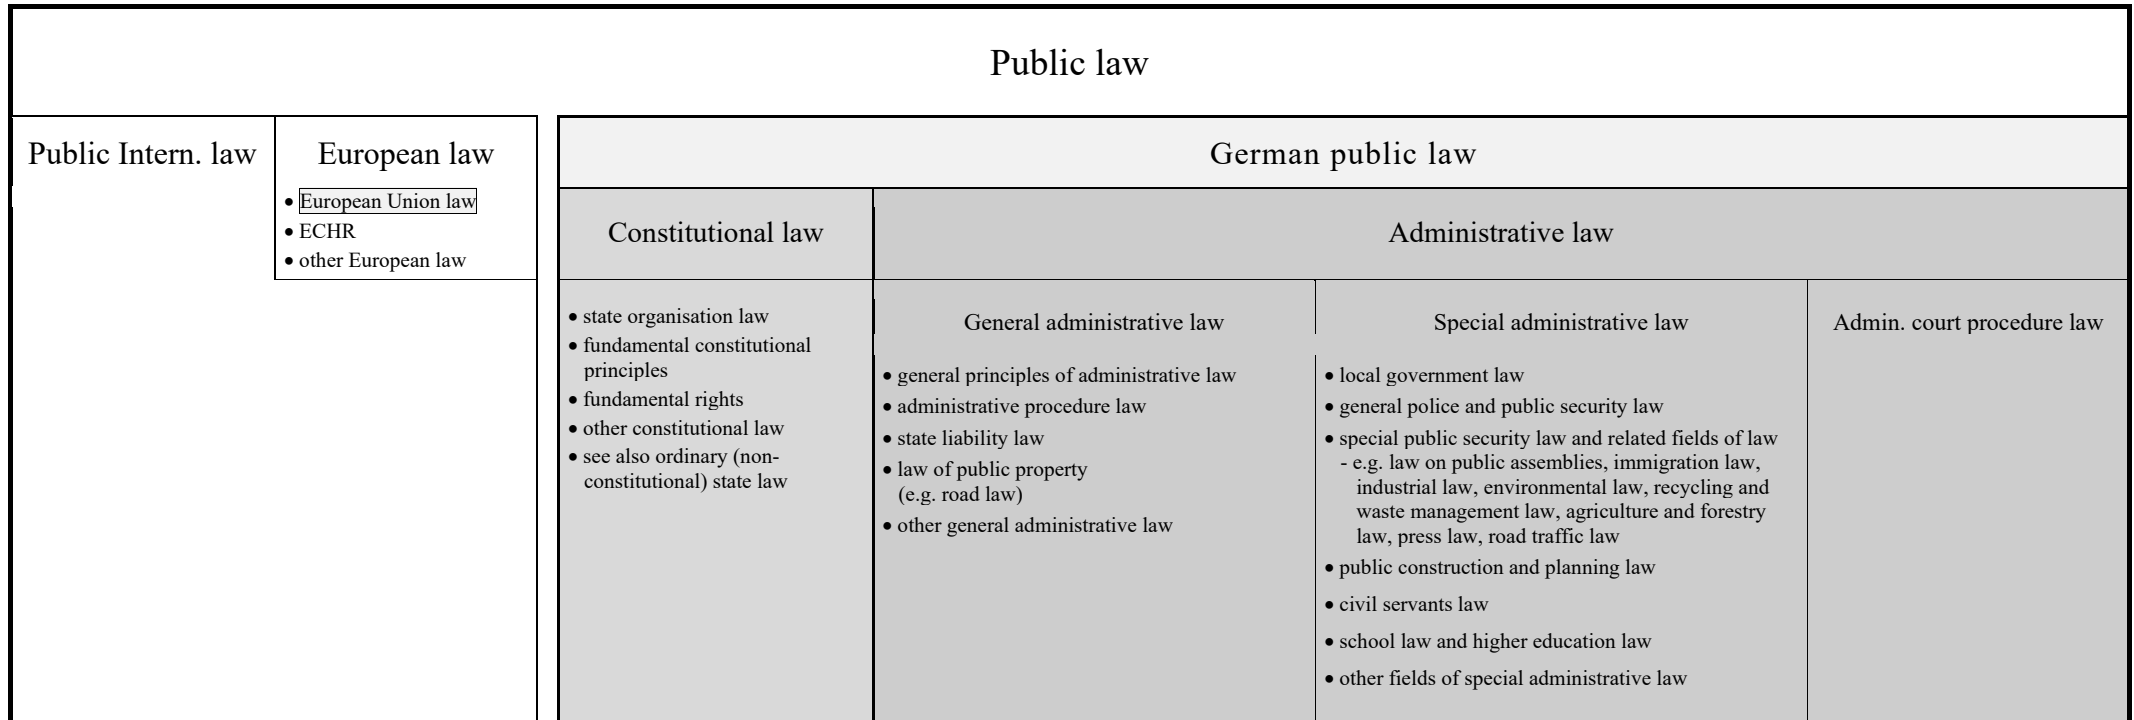 Public law
Public Intern. law
European law
• European Union law
• ECHR
• other European law
German public law
Constitutional law
• state organisation law
• fundamental constitutional
principles
• fundamental rights
• other constitutional law
• see also ordinary (non-
constitutional) state law
Administrative law
General administrative law
• general principles of administrative law
• administrative procedure law
• state liability law
• law of public property
(e.g. road law)
• other general administrative law
Special administrative law
• local government law
• general police and public security law
• special public security law and related fields of law
- e.g. law on public assemblies, immigration law,
industrial law, environmental law, recycling and
waste management law, agriculture and forestry
law, press law, road traffic law
• public construction and planning law
• civil servants law
• school law and higher education law
• other fields of special administrative law
Admin. court procedure law